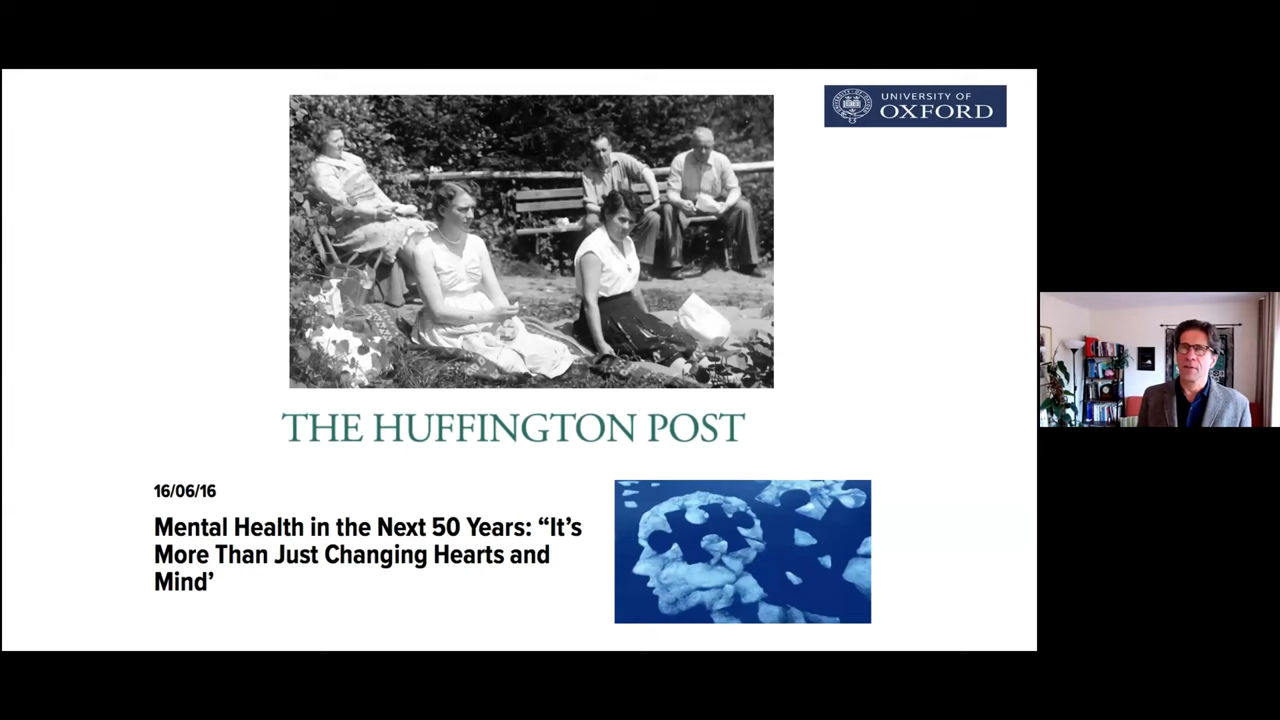 UNIVERSITY OF
OXFORD
THE HUFFINGTON POST
16/06/16
Mental Health in the Next 50 Years: “It’s
More Than Just Changing Hearts and
Mind’